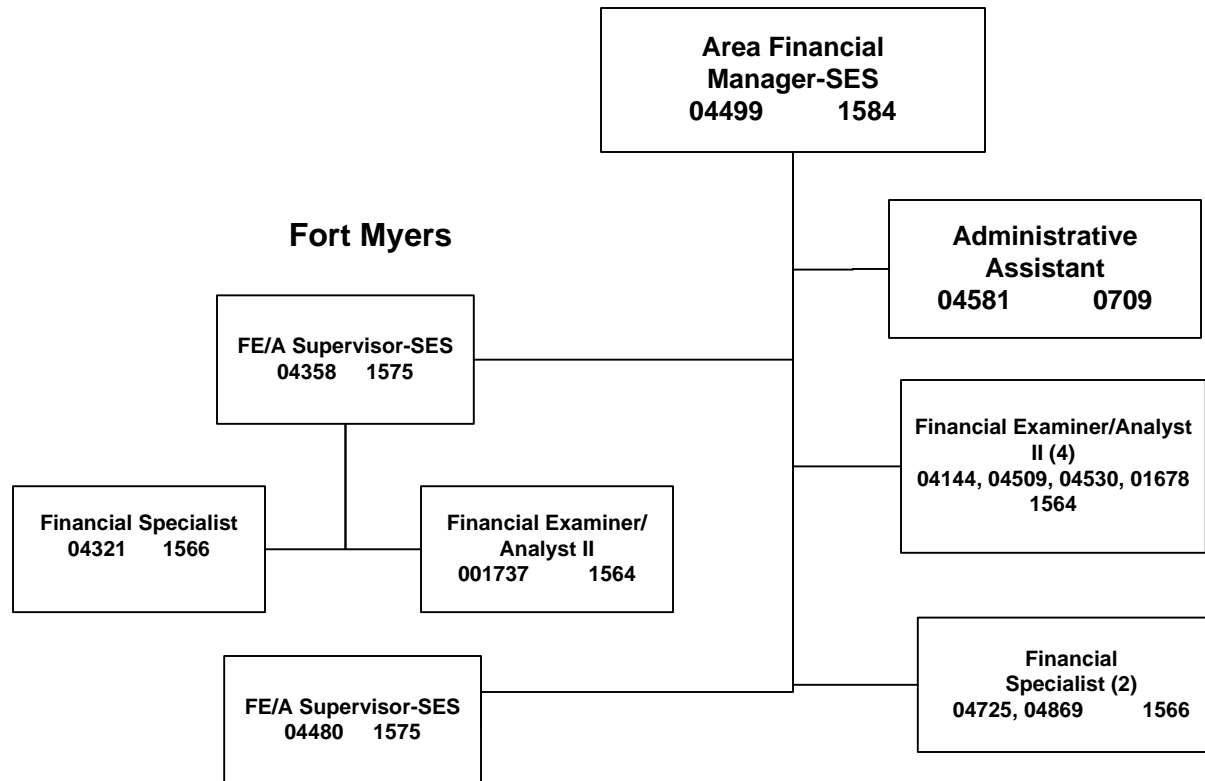 Area Financial
Manager-SES
04499 1584
Fort Myers
Administrative
Assistant
04581 0709
FE/A Supervisor-SES
04358 1575
Financial Examiner/Analyst
II (4)
04144, 04509, 04530, 01678
1564
Financial Specialist
04321 1566
Financial Examiner/
Analyst II
001737 1564
Financial
Specialist (2)
04725, 04869 1566
FE/A Supervisor-SES
04480 1575